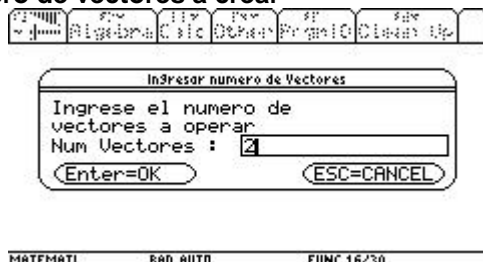 ro de vectores a crear
Algebra Calc Other PrgmIO Clean Up
Ingresar numero de Vectores
Ingrese el numero de
vectores a operar
Num Vectores : 2
Enter=OK ESC=CANCEL
MATEMATI RAD AUTO FUNC 16/30